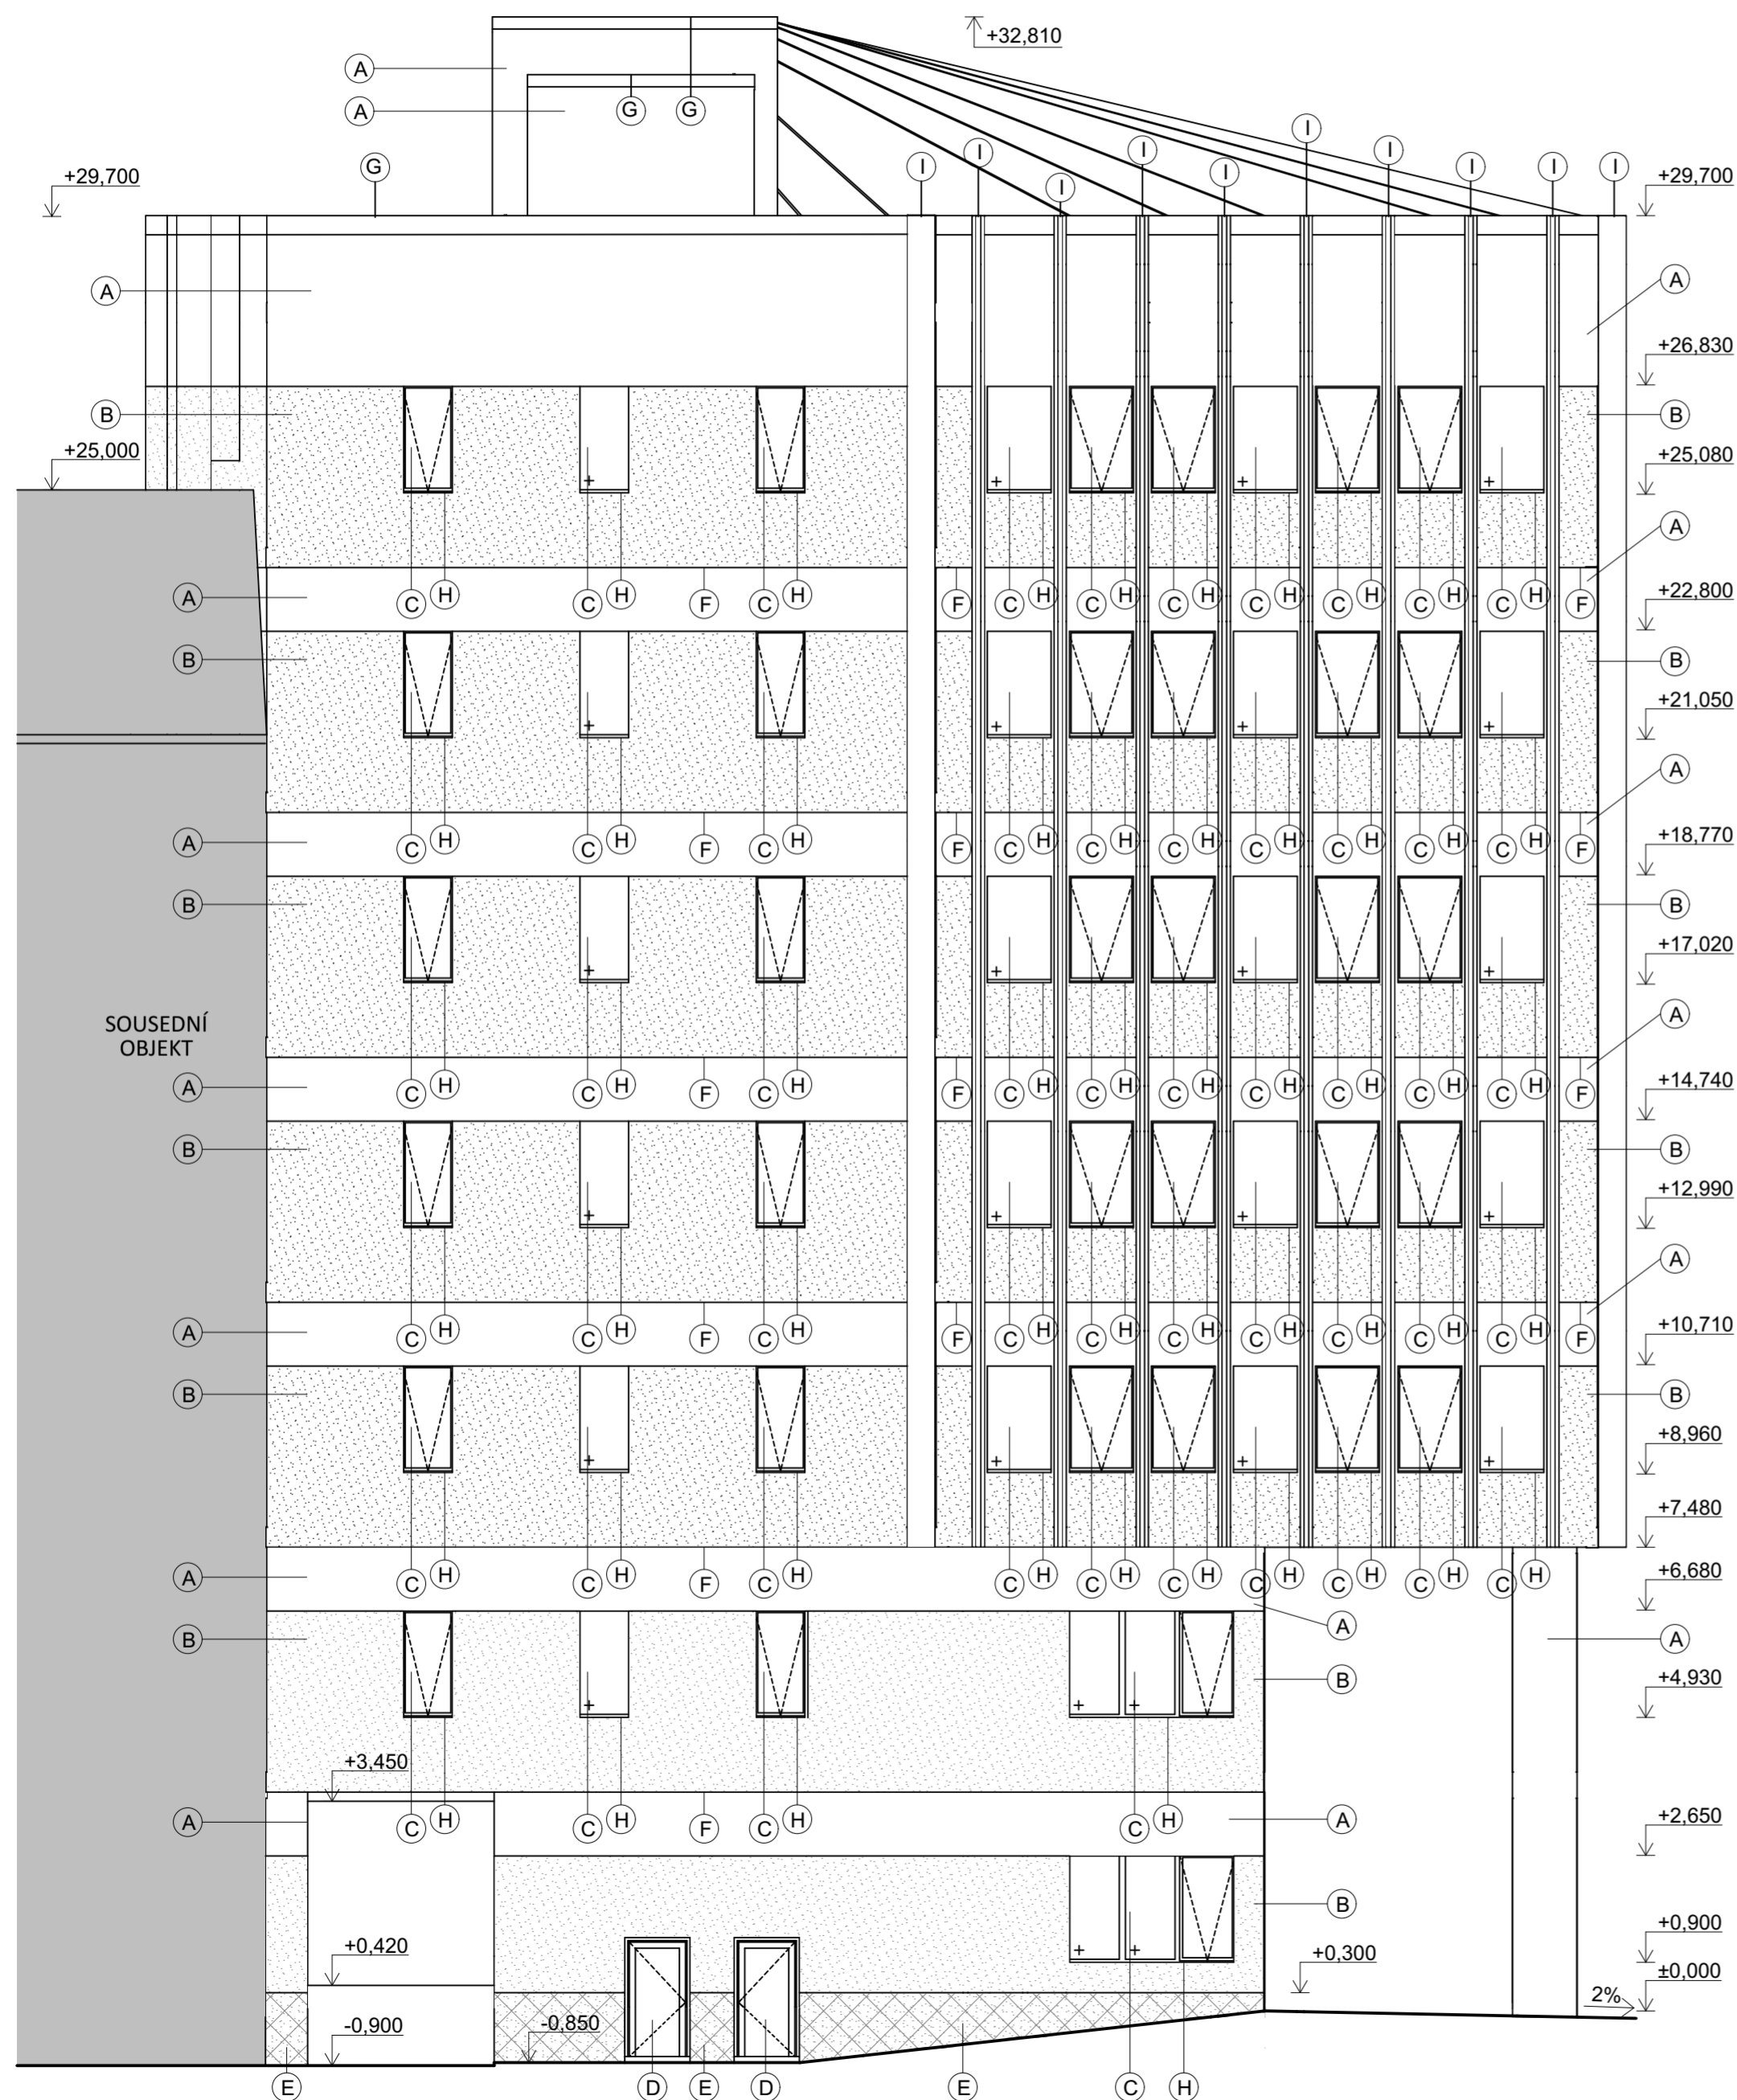 +32,810
A
A G G
I
I I I I I I
G I I
+29,700 +29,700
I
A A
+26,830
B B
+25,000 +25,080
A
A C H C H F C H F C H C H C H C H C H C H C H F
+22,800
B B
+21,050
A
A C H C H F C H F C H C H C H C H C H C H C H F
+18,770
B B
+17,020
SOUSEDNÍ
OBJEKT
A
A C H C H F C H F C H C H C H C H C H C H C H F
+14,740
B B
+12,990
A
A C H C H F C H F C H C H C H C H C H C H C H F
+10,710
B B
+8,960
+7,480
A C H C H F C H C H C H C H C H C H C H C H
+6,680
A
B A
B
+4,930
+3,450
A C H C H F C H C H A
+2,650
B
+0,900
+0,420 +0,300
±0,000
2%
-0,900 -0,850
E D E D E C H